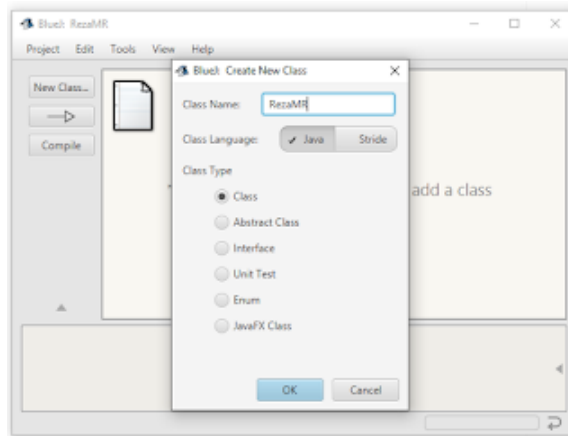 BlueJ: RezaMR
Project Edit Tools View Help
New Class...
Compile
add a class
BlueJ: Create New Class
Class Name: RezaMR
Class Language: Java Stride
Class Type
Class
Abstract Class
Interface
Unit Test
Enum
JavaFX Class
OK Cancel